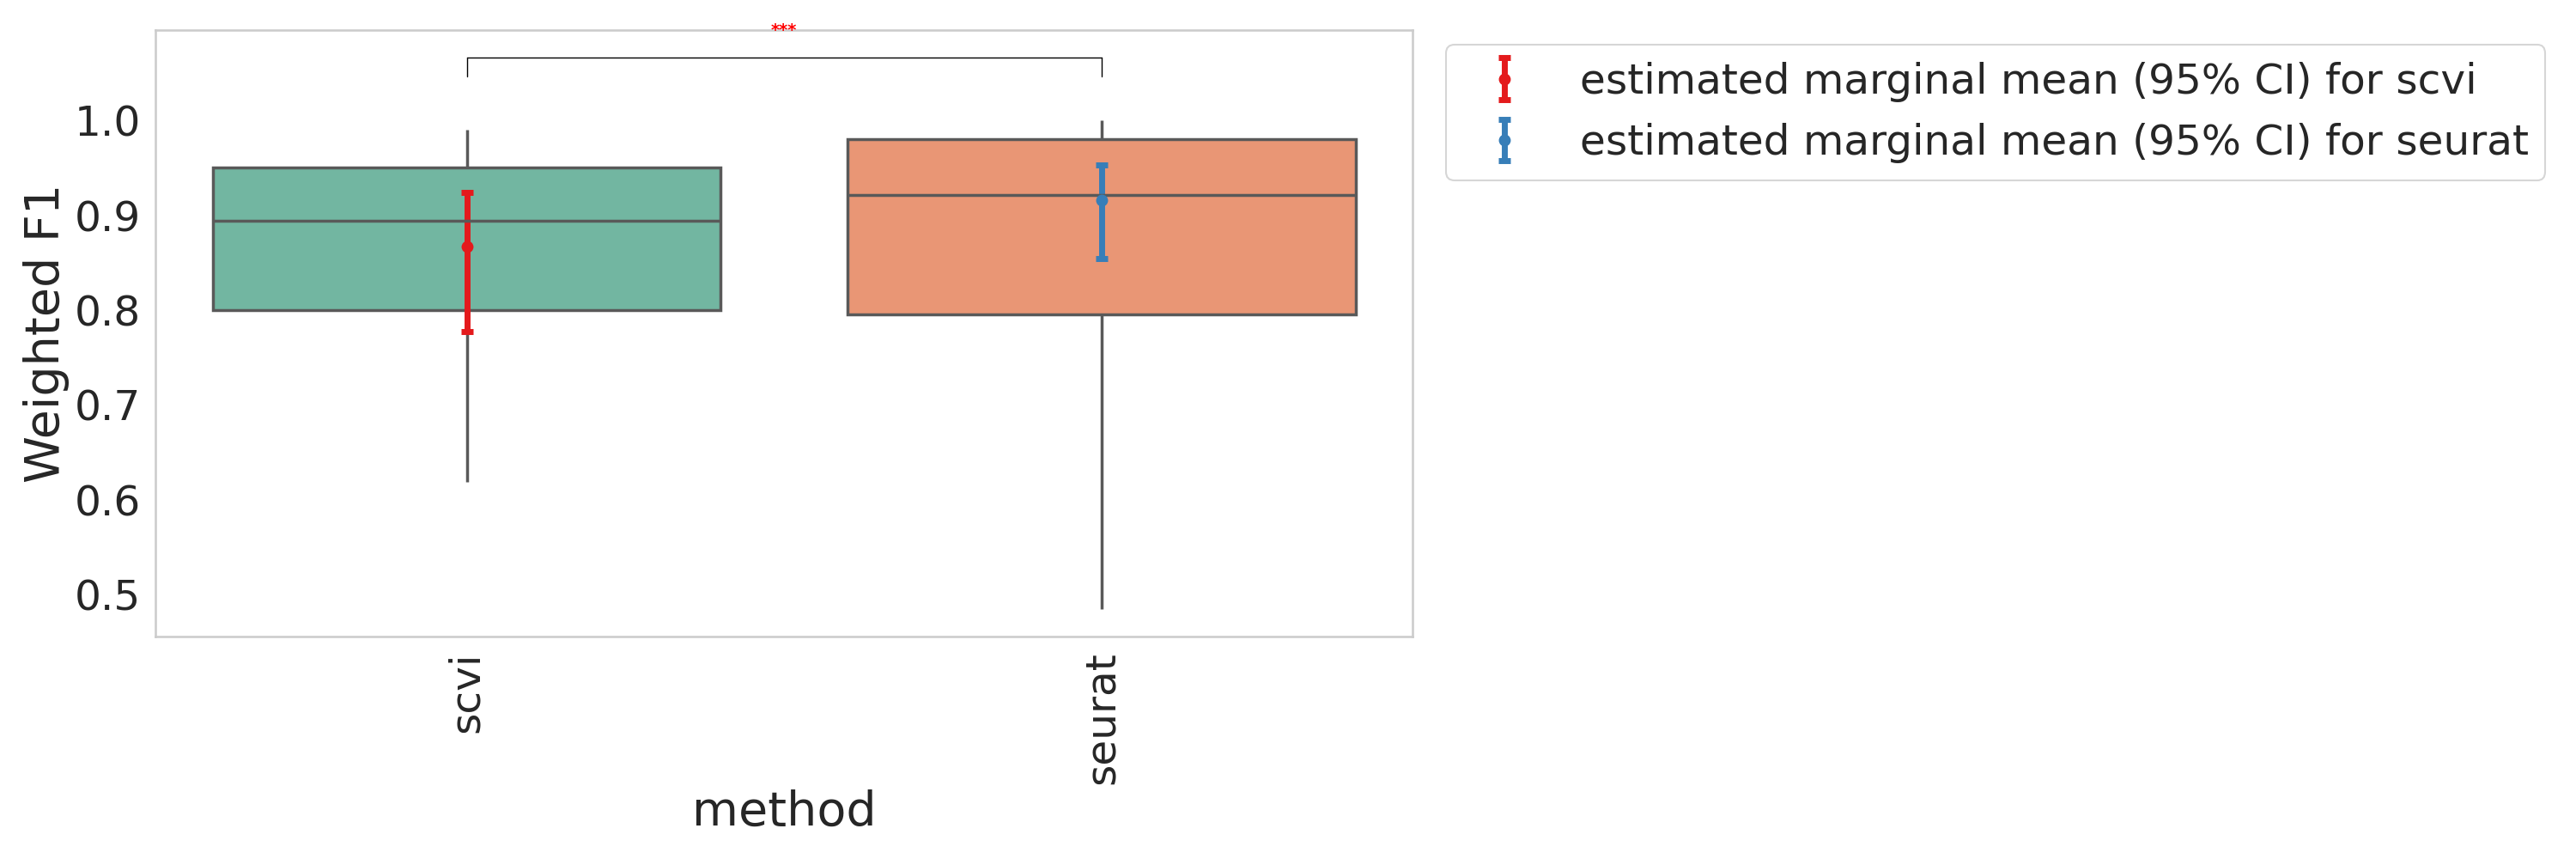 ***
estimated marginal mean (95% CI) for scvi
estimated marginal mean (95% CI) for seurat
Weighted F1
1.0
0.9
0.8
0.7
0.6
0.5
scvi
seurat
method